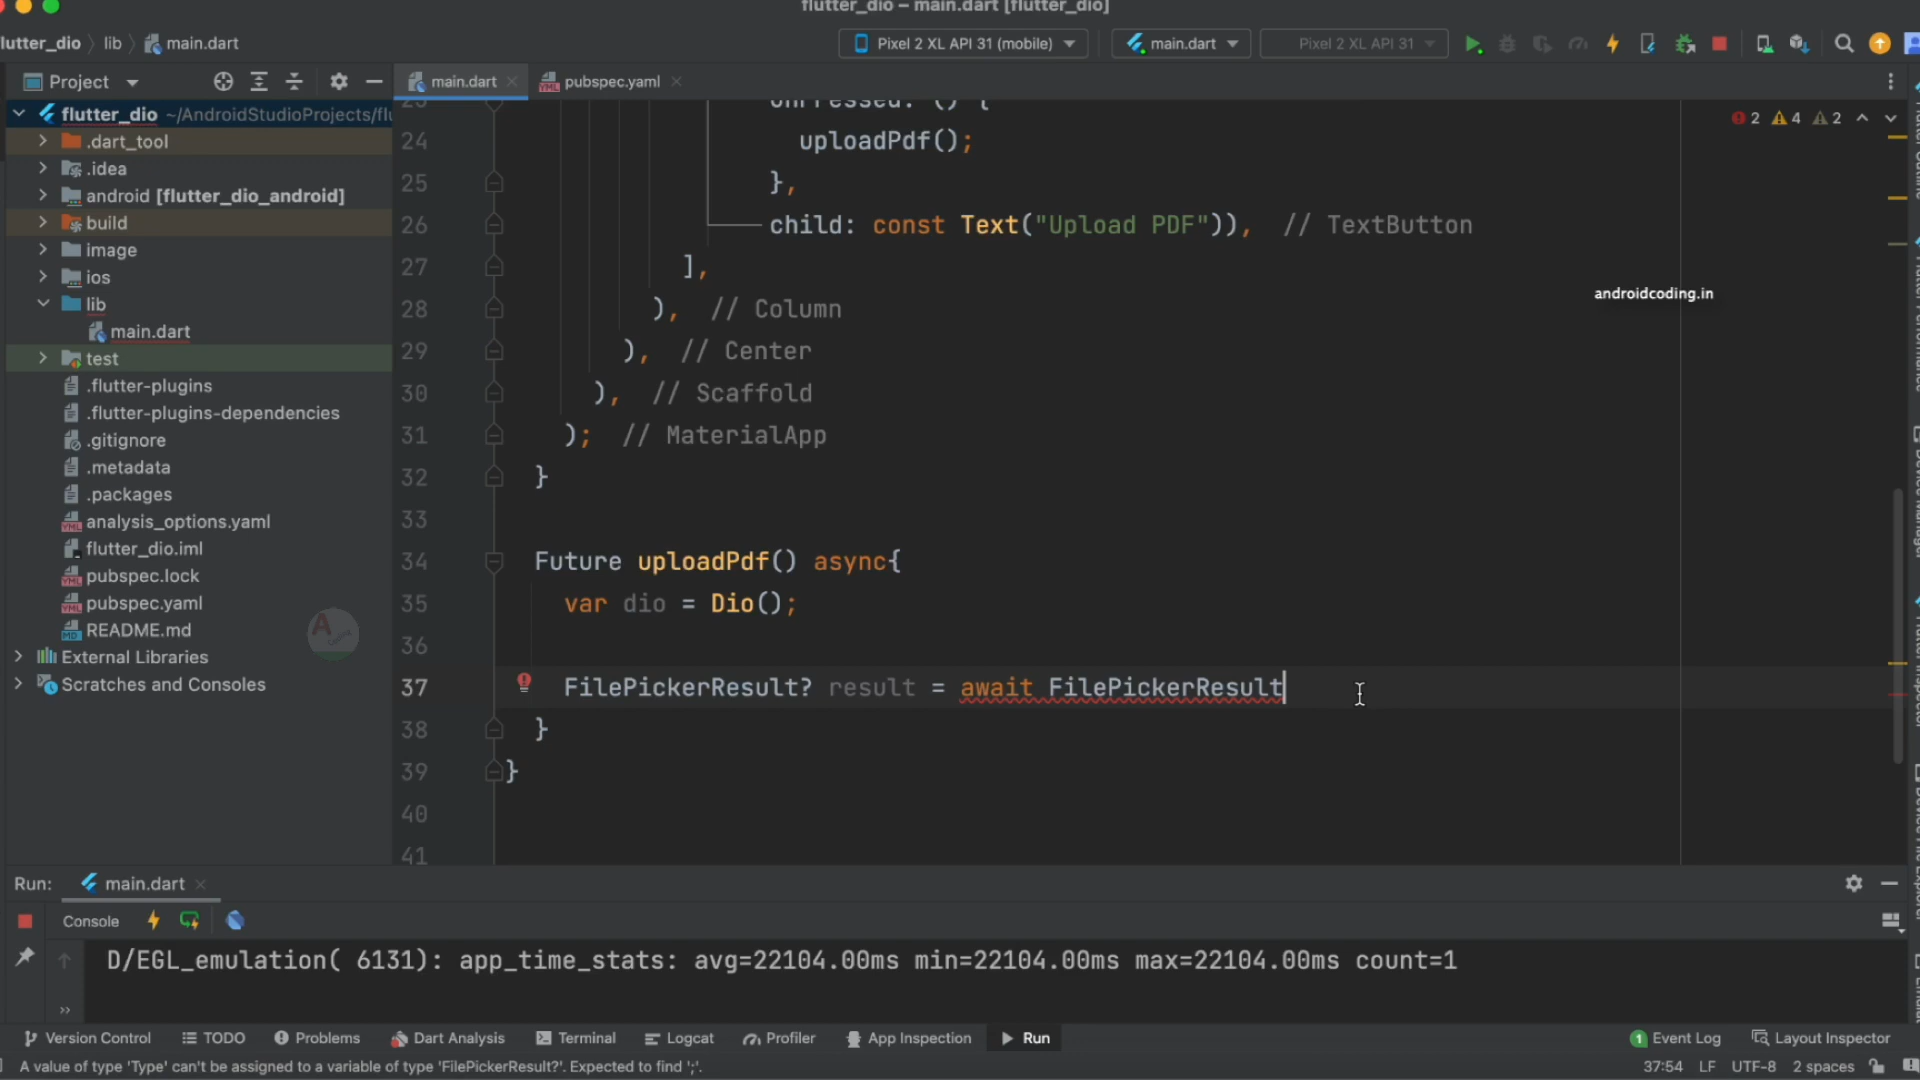 flutter_dio – main.dart [flutter_dio]
lutter_dio 〉 lib 〉 main.dart
Pixel 2 XL API 31 (mobile)
main.dart
Pixel 2 XL API 31
Project
main.dart
pubspec.yaml
flutter_dio ~/AndroidStudioProjects/flu
.dart_tool
.idea
android [flutter_dio_android]
build
image
ios
lib
main.dart
test
.flutter-plugins
.flutter-plugins-dependencies
.gitignore
.metadata
.packages
analysis_options.yaml
flutter_dio.iml
pubspec.lock
pubspec.yaml
README.md
External Libraries
Scratches and Consoles
2 4 2
23 onPressed: () {
24 uploadPdf();
25 },
26 child: const Text("Upload PDF")), // TextButton
27 ],
28 ), // Column
29 ), // Center
30 ), // Scaffold
31 ); // MaterialApp
32 }
33
34 Future uploadPdf() async{
35 var dio = Dio();
36
37 FilePickerResult? result = await FilePickerResult
38 }
39 }
40
41
androidcoding.in
Run: main.dart
Console
D/EGL_emulation( 6131): app_time_stats: avg=22104.00ms min=22104.00ms max=22104.00ms count=1
»
Version Control TODO Problems Dart Analysis Terminal Logcat Profiler App Inspection Run 1 Event Log Layout Inspector
A value of type 'Type' can't be assigned to a variable of type 'FilePickerResult?'. Expected to find ';'. 37:54 LF UTF-8 2 spaces